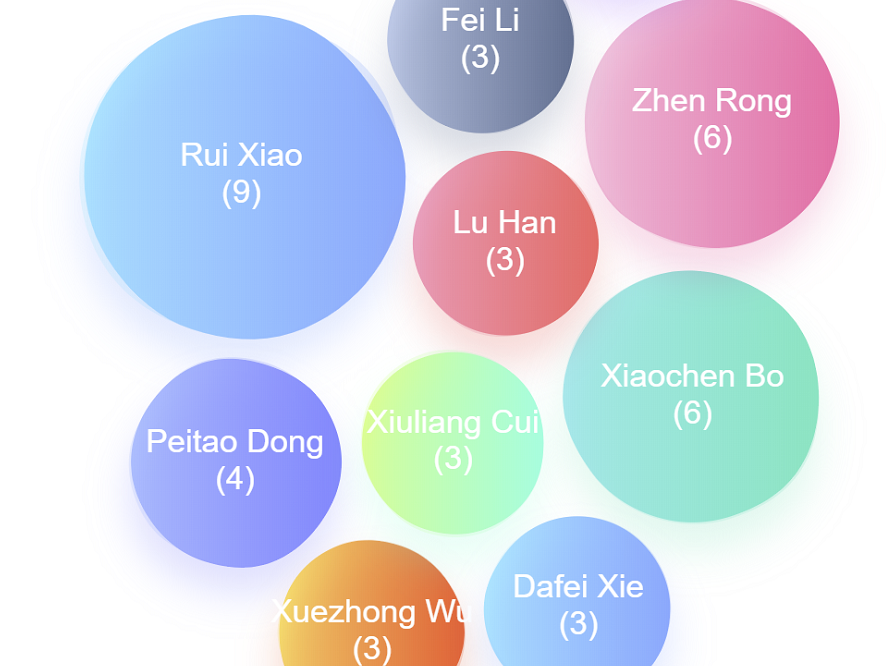 Fei Li
(3)
Zhen Rong
(6)
Rui Xiao
(9)
Lu Han
(3)
Xiaochen Bo
(6)
Xiuliang Cui
(3)
Peitao Dong
(4)
Dafei Xie
(3)
Xuezhong Wu
(3)